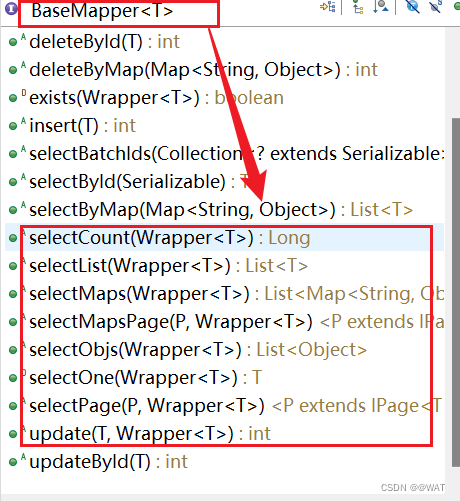 BaseMapper<T>
deleteById(T) : int
deleteByMap(Map<String, Object>) : int
exists(Wrapper<T>) : boolean
insert(T) : int
selectBatchIds(Collection<? extends Serializable>
selectById(Serializable) : T
selectByMap(Map<String, Object>) : List<T>
selectCount(Wrapper<T>) : Long
selectList(Wrapper<T>) : List<T>
selectMaps(Wrapper<T>) : List<Map<String, Ob
selectMapsPage(P, Wrapper<T>) <P extends IPa
selectObjs(Wrapper<T>) : List<Object>
selectOne(Wrapper<T>) : T
selectPage(P, Wrapper<T>) <P extends IPage<T
update(T, Wrapper<T>) : int
updateById(T) : int
CSDN @@WAT